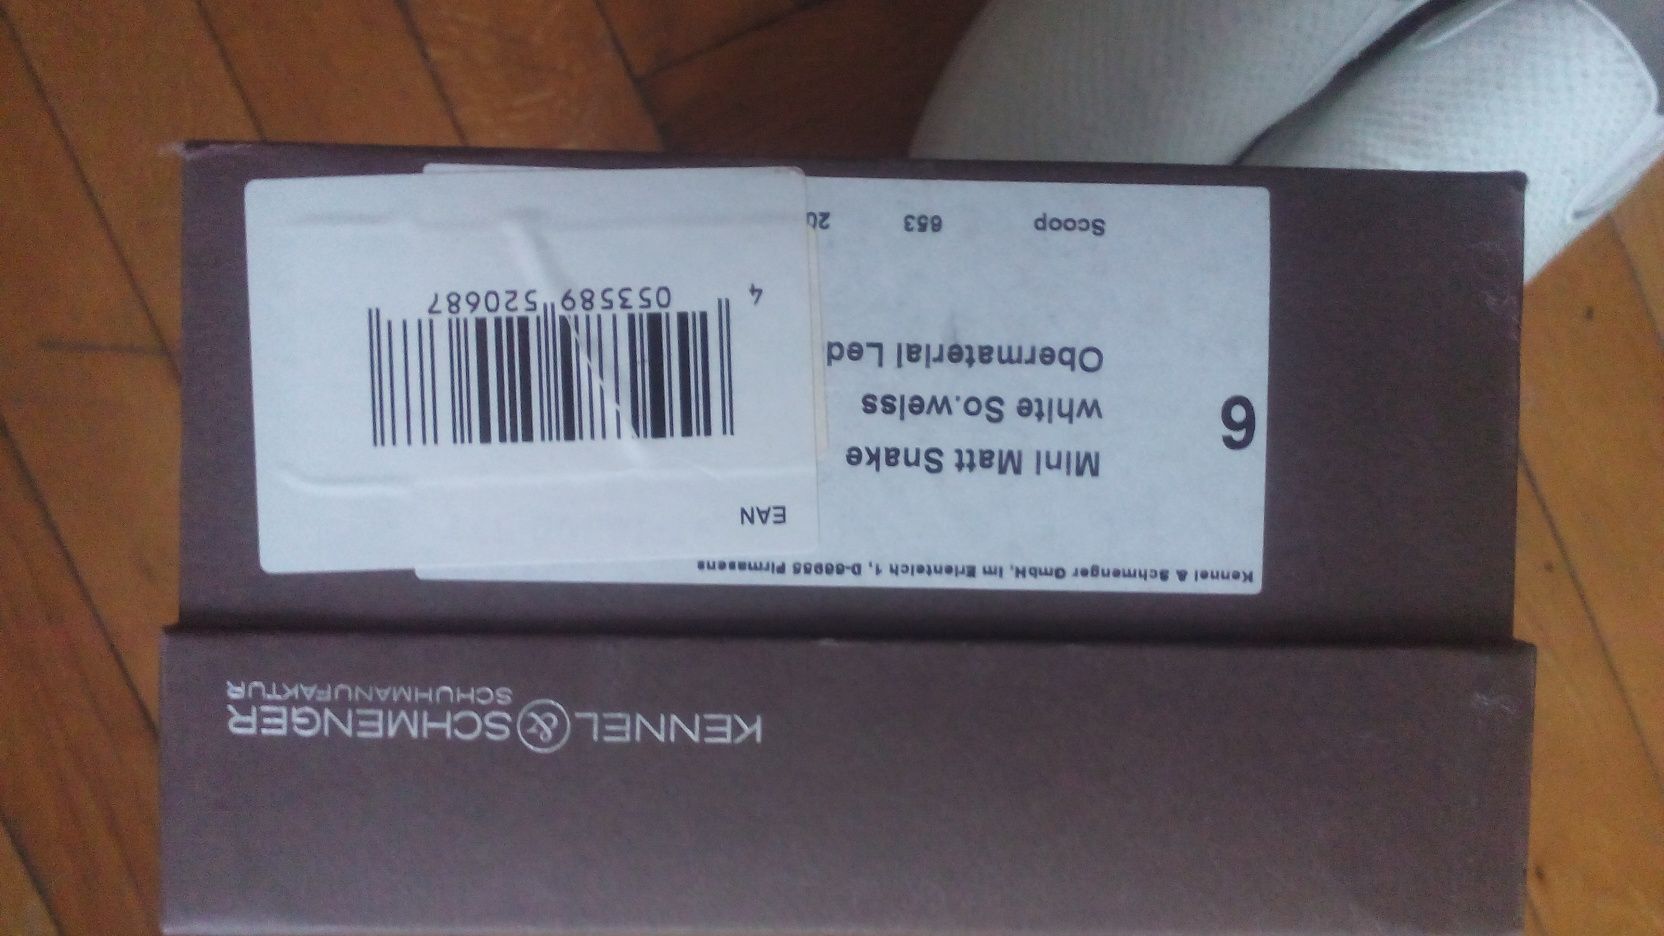 KENNEL & SCHMENGER
SCHUHMANUFAKTUR
Kennel & Schmenger GmbH, Im Erlenteich 1, D-66955 Pirmasens
EAN
6
Mini Matt Snake
white So.weiss
Obermaterial Led
4 053589 520687
Scoop 653 20